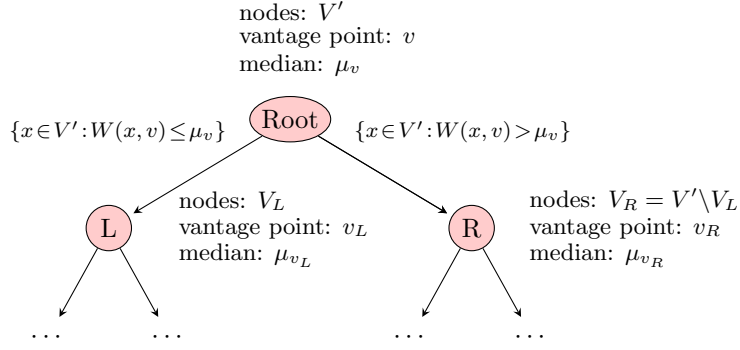 nodes: V′
vantage point: v
median: μ_v
Root
{x∈V′:W(x, v)≤μ_v}
{x∈V′:W(x, v)>μ_v}
L
nodes: V_L
vantage point: v_L
median: μ_{v_L}
R
nodes: V_R = V′\V_L
vantage point: v_R
median: μ_{v_R}
... ... ... ...